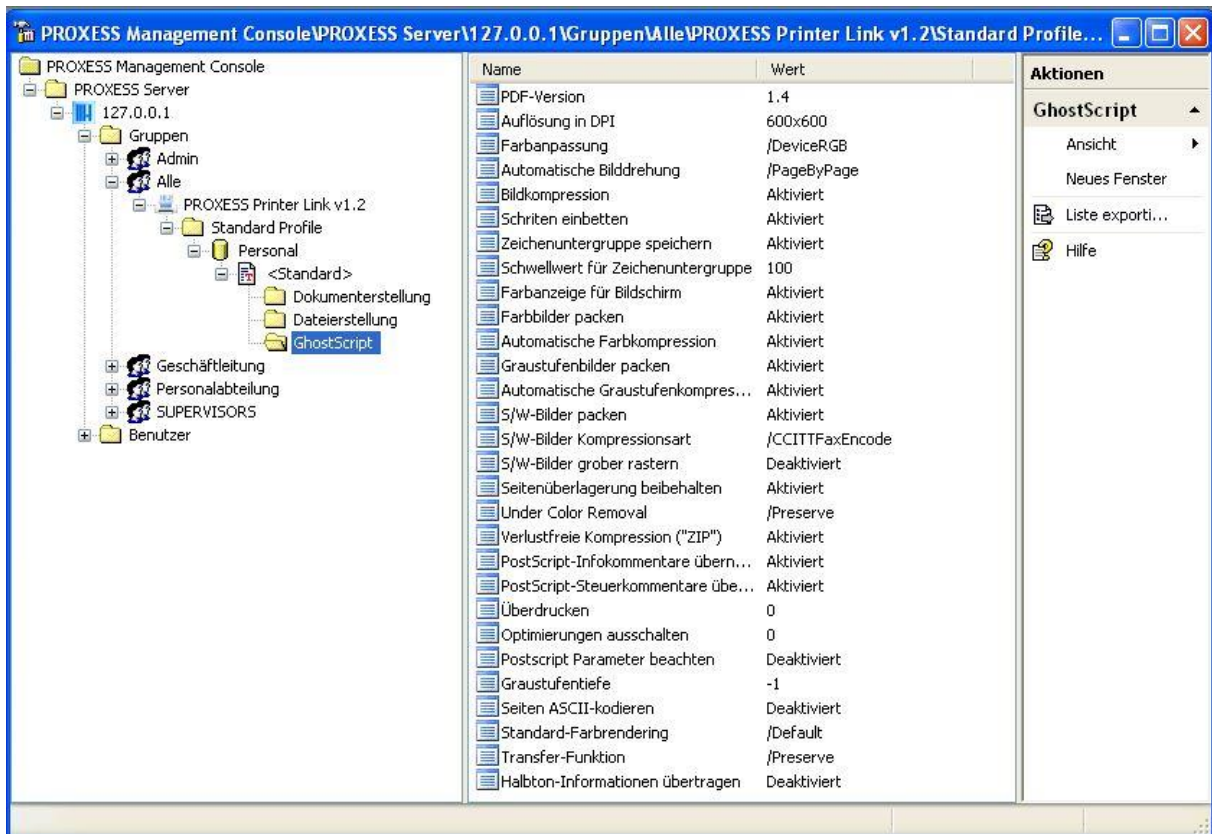 PROXESS Management Console\PROXESS Server\127.0.0.1\Gruppen\Alle\PROXESS Printer Link v1.2\Standard Profile...
PROXESS Management Console
PROXESS Server
127.0.0.1
Gruppen
Admin
Alle
PROXESS Printer Link v1.2
Standard Profile
Personal
<Standard>
Dokumenterstellung
Dateierstellung
GhostScript
Geschäftleitung
Personalabteilung
SUPERVISORS
Benutzer
Name Wert
PDF-Version 1.4
Auflösung in DPI 600x600
Farbanpassung /DeviceRGB
Automatische Bilddrehung /PageByPage
Bildkompession Aktiviert
Schriten einbetten Aktiviert
Zeichenuntergruppe speichern Aktiviert
Schwellwert für Zeichenuntergruppe 100
Farbanzeige für Bildschirm Aktiviert
Farbbilder packen Aktiviert
Automatische Farbkompression Aktiviert
Graustufenbilder packen Aktiviert
Automatische Graustufenkompres... Aktiviert
S/W-Bilder packen Aktiviert
S/W-Bilder Kompressionsart /CCITTFaxEncode
S/W-Bilder grober rastern Deaktiviert
Seitenüberlagerung beibehalten Aktiviert
Under Color Removal /Preserve
Verlustfreie Kompression ("ZIP") Aktiviert
PostScript-Infokommentare übern... Aktiviert
PostScript-Steuerkommentare übe... Aktiviert
Überdrucken 0
Optimierungen ausschalten 0
Postscript Parameter beachten Deaktiviert
Graustufentiefe -1
Seiten ASCII-kodieren Deaktiviert
Standard-Farbrendering /Default
Transfer-Funktion /Preserve
Halbton-Informationen übertragen Deaktiviert
Aktionen
GhostScript
Ansicht
Neues Fenster
Liste exporti...
Hilfe